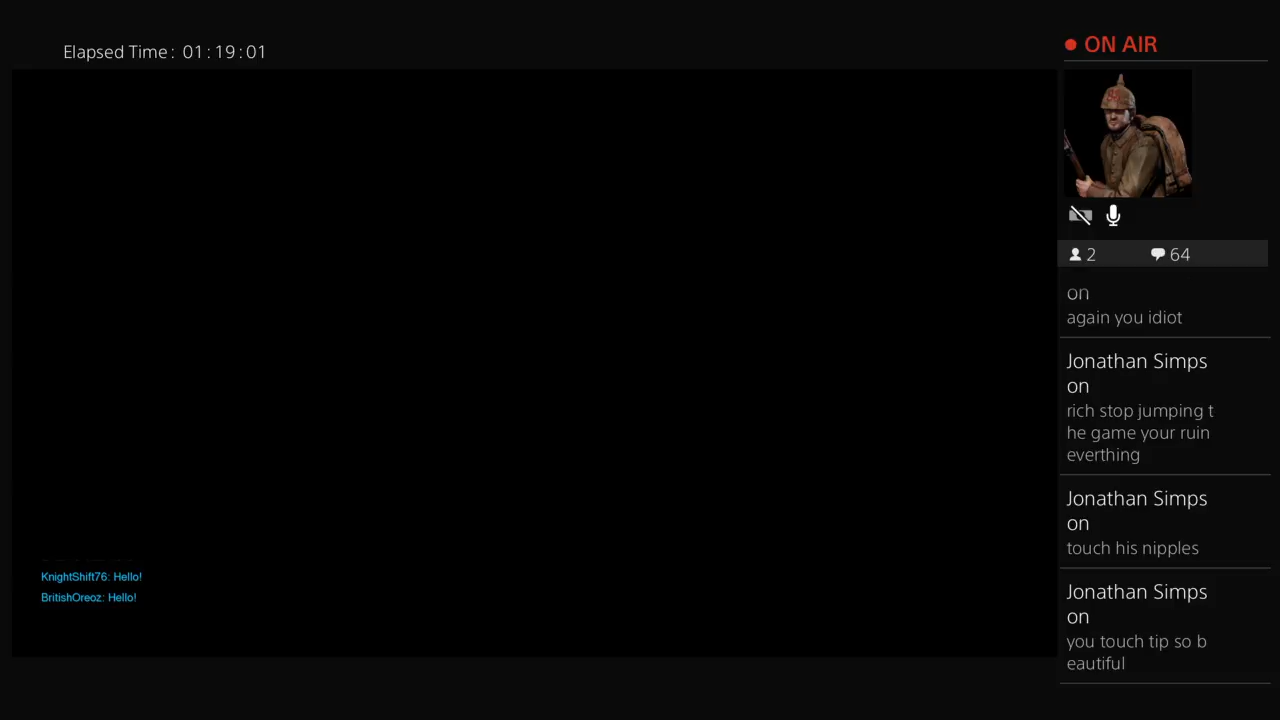 Elapsed Time: 01:19:01
ON AIR
2 64
on
again you idiot
Jonathan Simps
on
rich stop jumping t
he game your ruin
everthing
Jonathan Simps
on
touch his nipples
Jonathan Simps
on
you touch tip so b
eautiful
KnightShift76: Hello!
BritishOreoz: Hello!